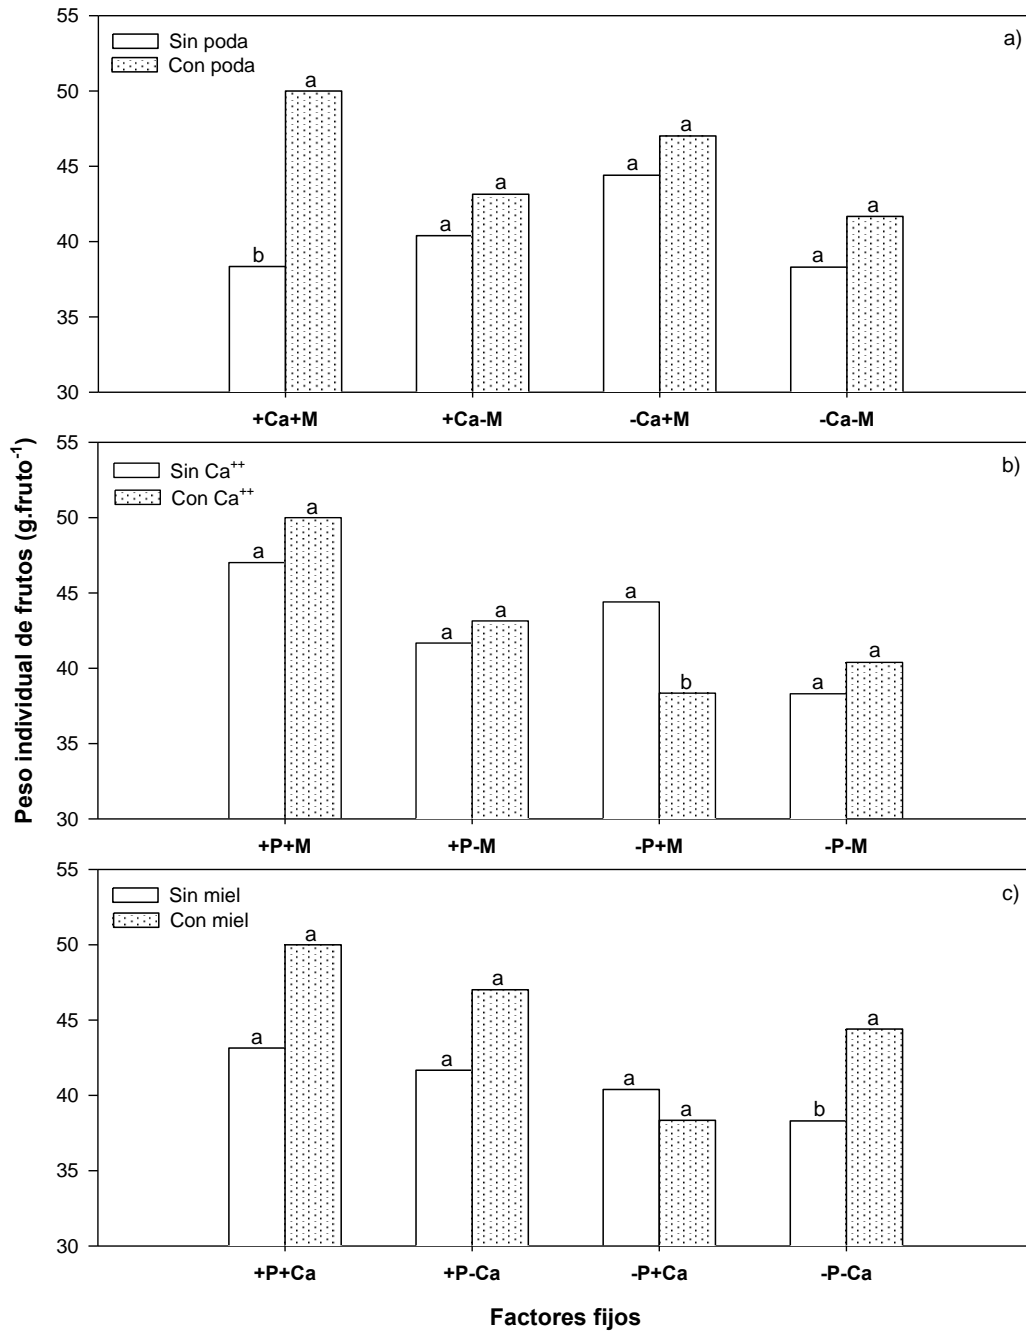 55
50
45
40
35
30
Sin poda
Con poda
a)
b
a
a
a
a
a
a
a
+Ca+M
+Ca-M
-Ca+M
-Ca-M
Peso individual de frutos (g.fruto⁻¹)
55
50
45
40
35
30
Sin Ca⁺⁺
Con Ca⁺⁺
b)
a
a
a
a
a
b
a
a
+P+M
+P-M
-P+M
-P-M
55
50
45
40
35
30
Sin miel
Con miel
c)
a
a
a
a
a
a
b
a
+P+Ca
+P-Ca
-P+Ca
-P-Ca
Factores fijos